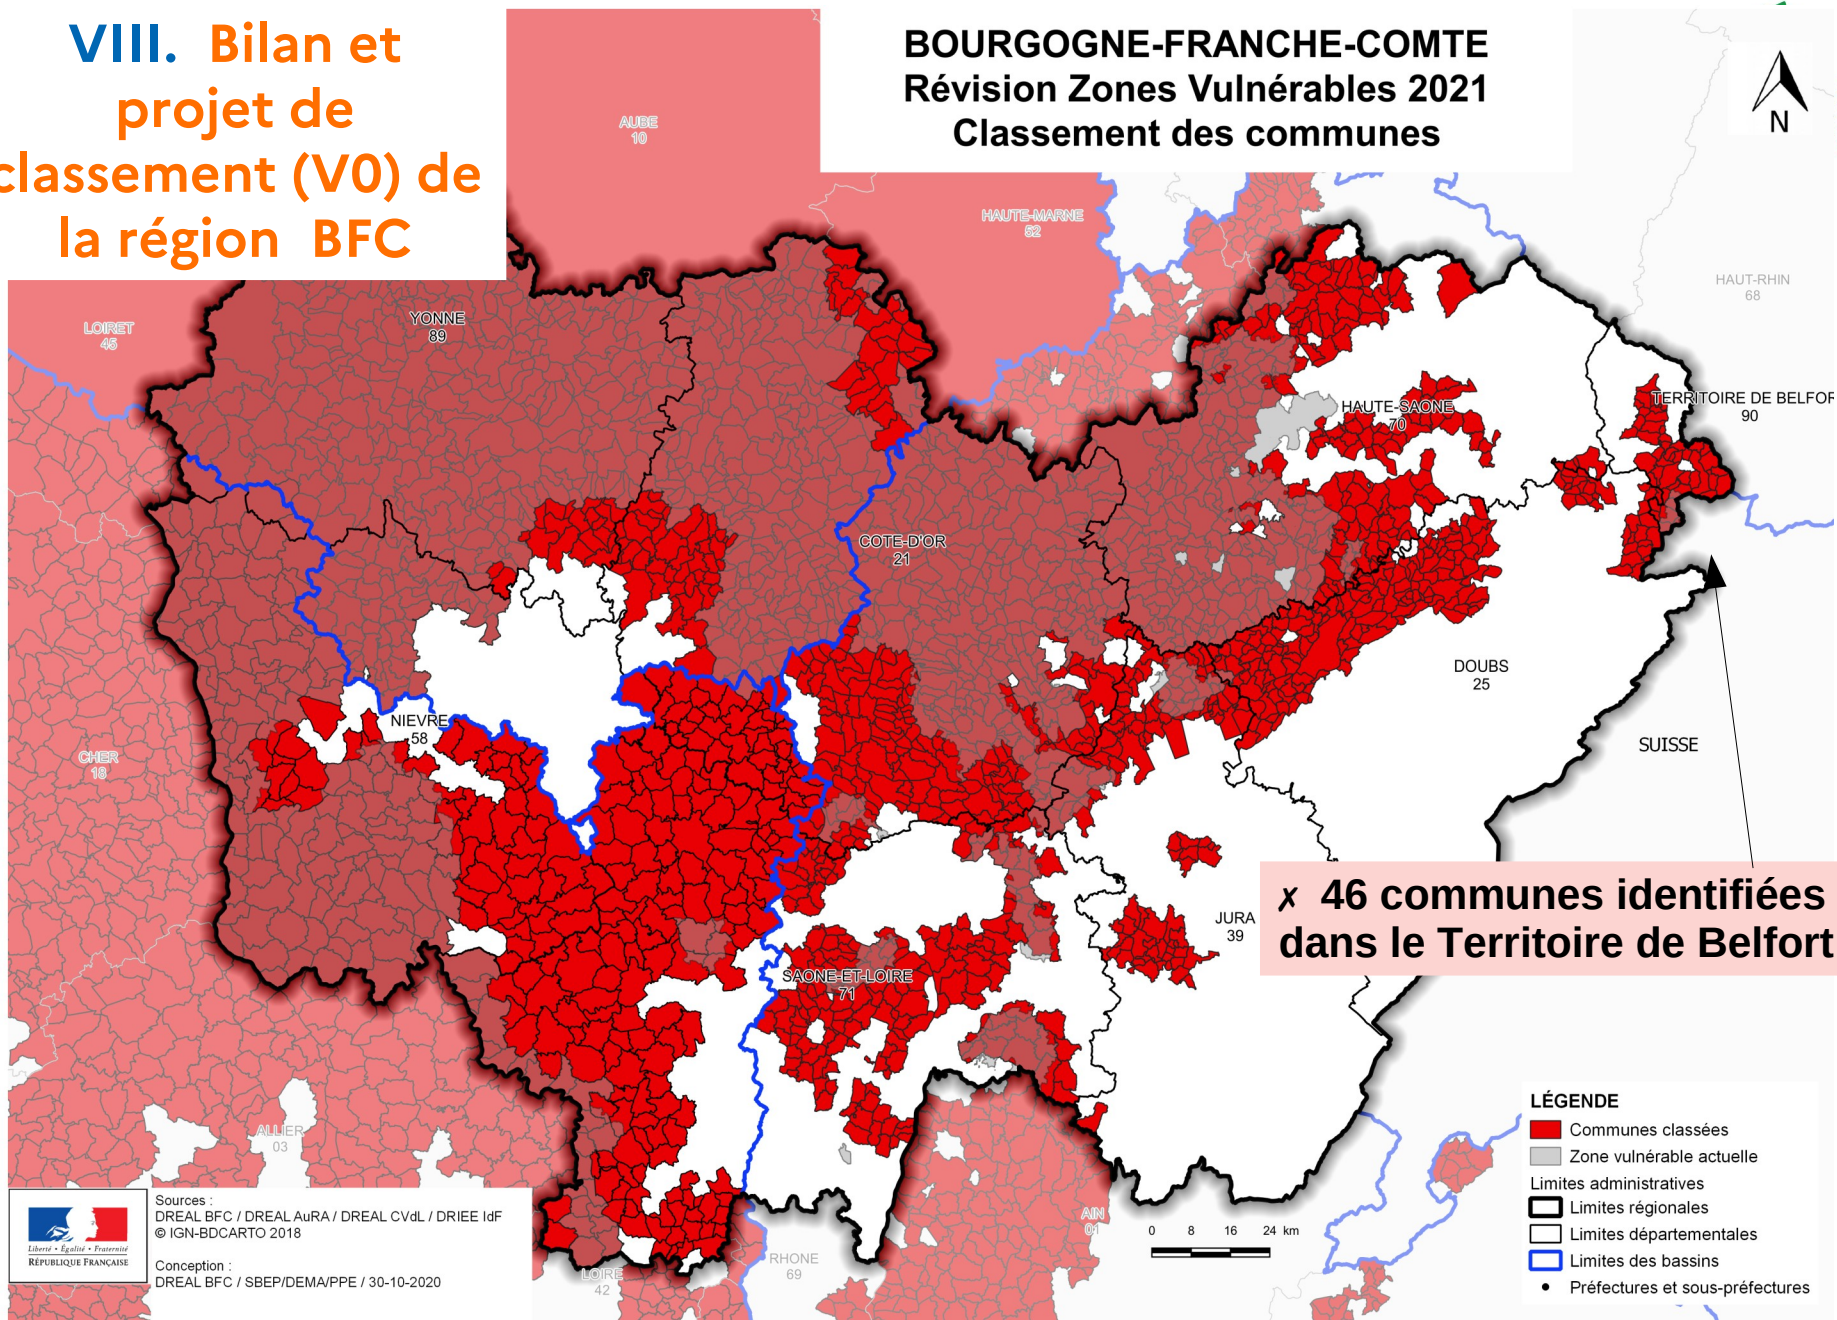 VIII. Bilan et
projet de
classement (V0) de
la région BFC
BOURGOGNE-FRANCHE-COMTE
Révision Zones Vulnérables 2021
Classement des communes
N
AUBE
10
HAUTE-MARNE
52
HAUT-RHIN
68
LOIRET
45
YONNE
89
HAUTE-SAONE
70
TERRITOIRE DE BELFOR
90
COTE-D'OR
21
DOUBS
25
SUISSE
NIEVRE
58
CHER
18
JURA
39
✗ 46 communes identifiées
dans le Territoire de Belfort
SAONE-ET-LOIRE
71
ALLIER
03
AIN
01
RHONE
69
LOIRE
42
0 8 16 24 km
LÉGENDE
Communes classées
Zone vulnérable actuelle
Limites administratives
Limites régionales
Limites départementales
Limites des bassins
Préfectures et sous-préfectures
Liberté • Égalité • Fraternité
RÉPUBLIQUE FRANÇAISE
Sources :
DREAL BFC / DREAL AuRA / DREAL CVdL / DRIEE IdF
© IGN-BDCARTO 2018
Conception :
DREAL BFC / SBEP/DEMA/PPE / 30-10-2020